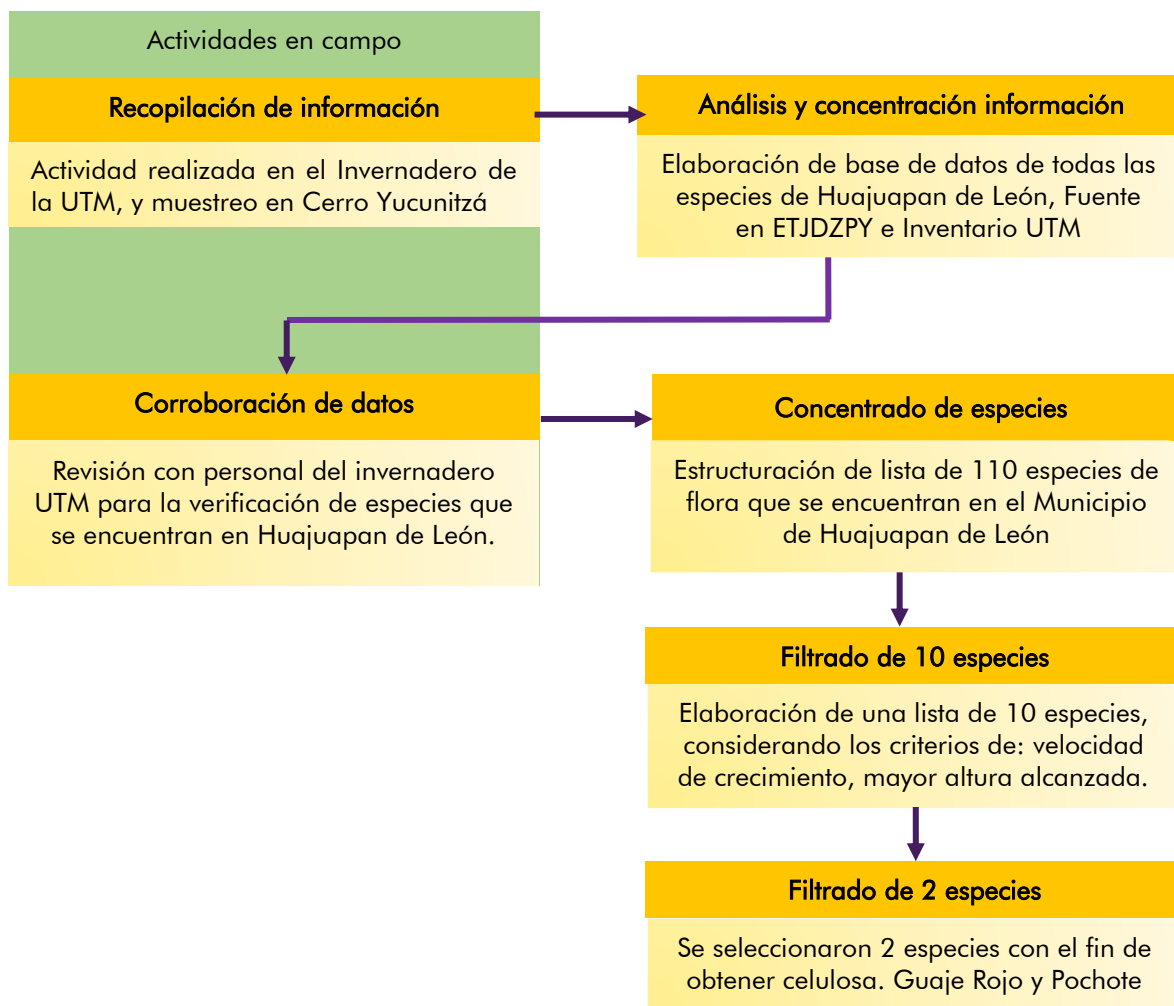 Actividades en campo
Recopilación de información
Actividad realizada en el Invernadero de
la UTM, y muestreo en Cerro Yucunitzá
Análisis y concentración información
Elaboración de base de datos de todas las
especies de Huajuapan de León, Fuente
en ETJDZPY e Inventario UTM
Corroboración de datos
Revisión con personal del invernadero
UTM para la verificación de especies que
se encuentran en Huajuapan de León.
Concentrado de especies
Estructuración de lista de 110 especies de
flora que se encuentran en el Municipio
de Huajuapan de León
Filtrado de 10 especies
Elaboración de una lista de 10 especies,
considerando los criterios de: velocidad
de crecimiento, mayor altura alcanzada.
Filtrado de 2 especies
Se seleccionaron 2 especies con el fin de
obtener celulosa. Guaje Rojo y Pochote